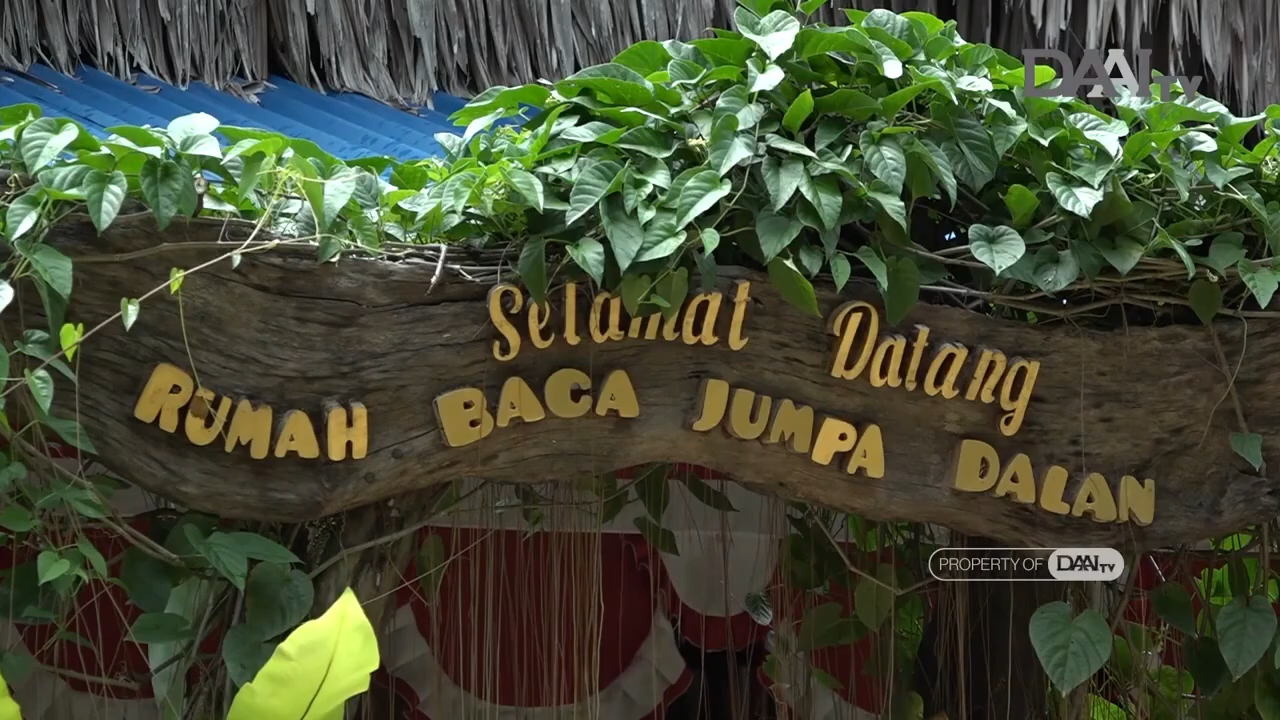 DAAI TV
Selamat Datang
RUMAH BACA JUMPA DALAN
PROPERTY OF DAAI TV